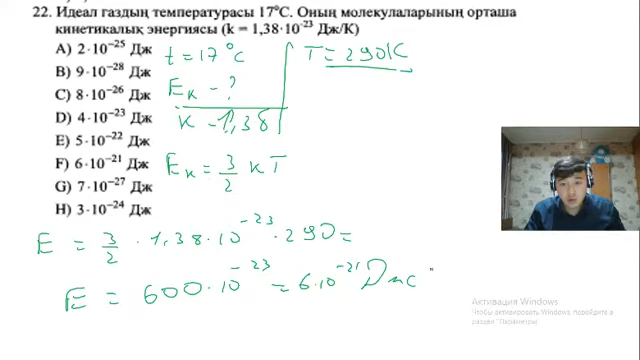 22. Идеал газдың температурасы 17°C. Оның молекулаларының орташа
кинетикалық энергиясы (k = 1,38·10⁻²³ Дж/К)
A) 2·10⁻²⁵ Дж
B) 9·10⁻²⁸ Дж
C) 8·10⁻²⁶ Дж
D) 4·10⁻²³ Дж
E) 5·10⁻²² Дж
F) 6·10⁻²¹ Дж
G) 7·10⁻²⁷ Дж
H) 3·10⁻²⁴ Дж
t = 17°C
T = 290K
Eк - ?
K - 1,38
Eк = 3/2 кT
E = 3/2 · 1,38·10⁻²³ · 290 =
E = 600·10⁻²³ = 6·10⁻²¹ Дж
Активация Windows
Чтобы активировать Windows, перейдите в
раздел "Параметры